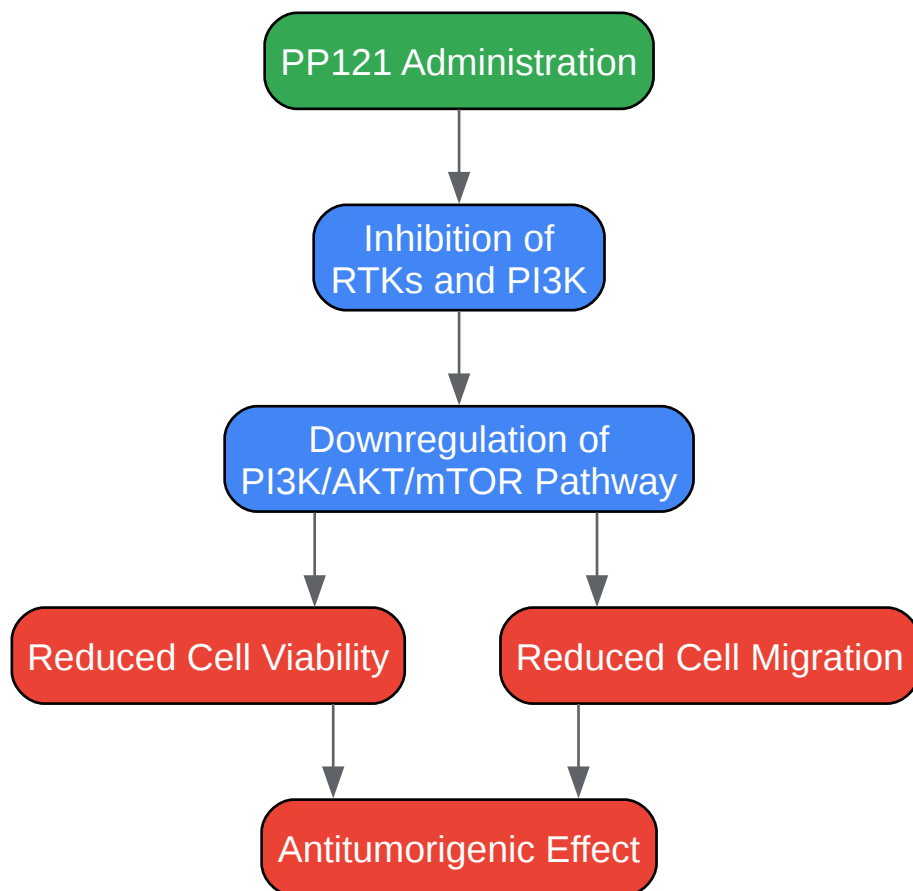 PP121 Administration
Inhibition of
RTKs and PI3K
Downregulation of
PI3K/AKT/mTOR Pathway
Reduced Cell Viability
Reduced Cell Migration
Antitumorigenic Effect